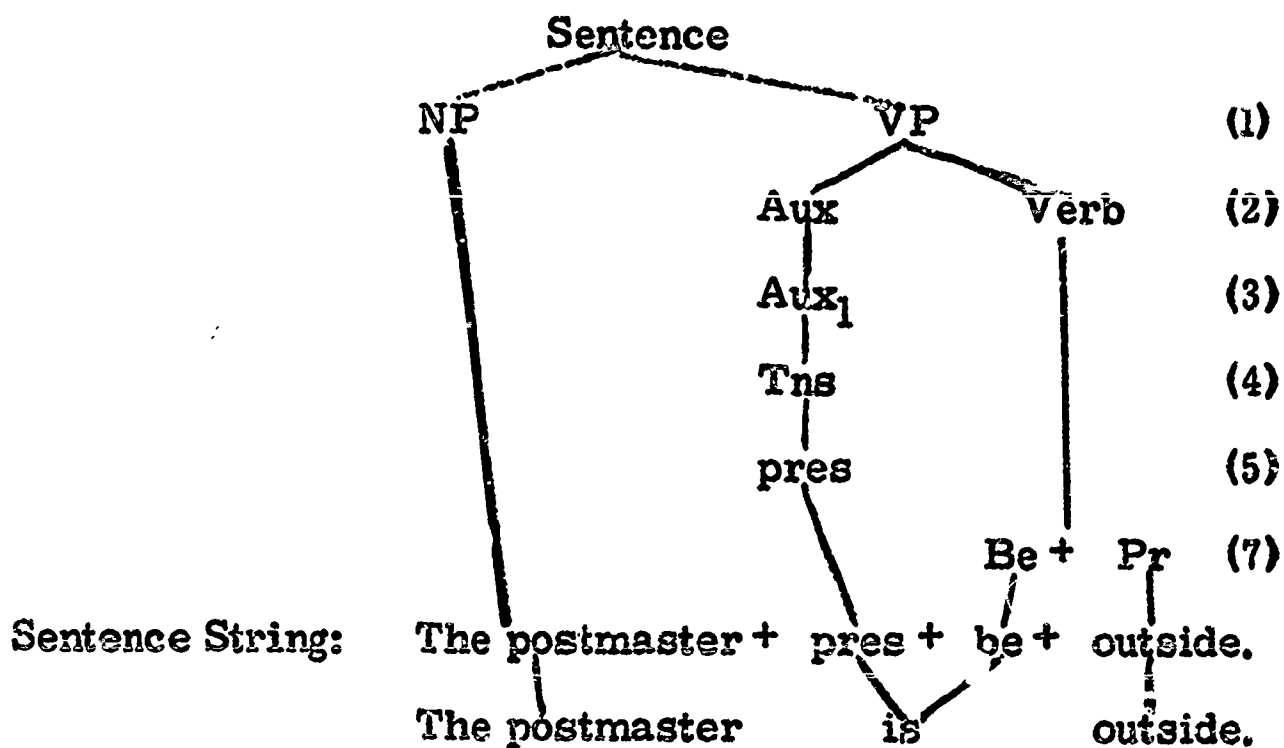 Sentence
NP VP (1)
Aux Verb (2)
Aux₁ (3)
Tns (4)
pres (5)
Be + Pr (7)
Sentence String: The postmaster + pres + be + outside.
The postmaster is outside.